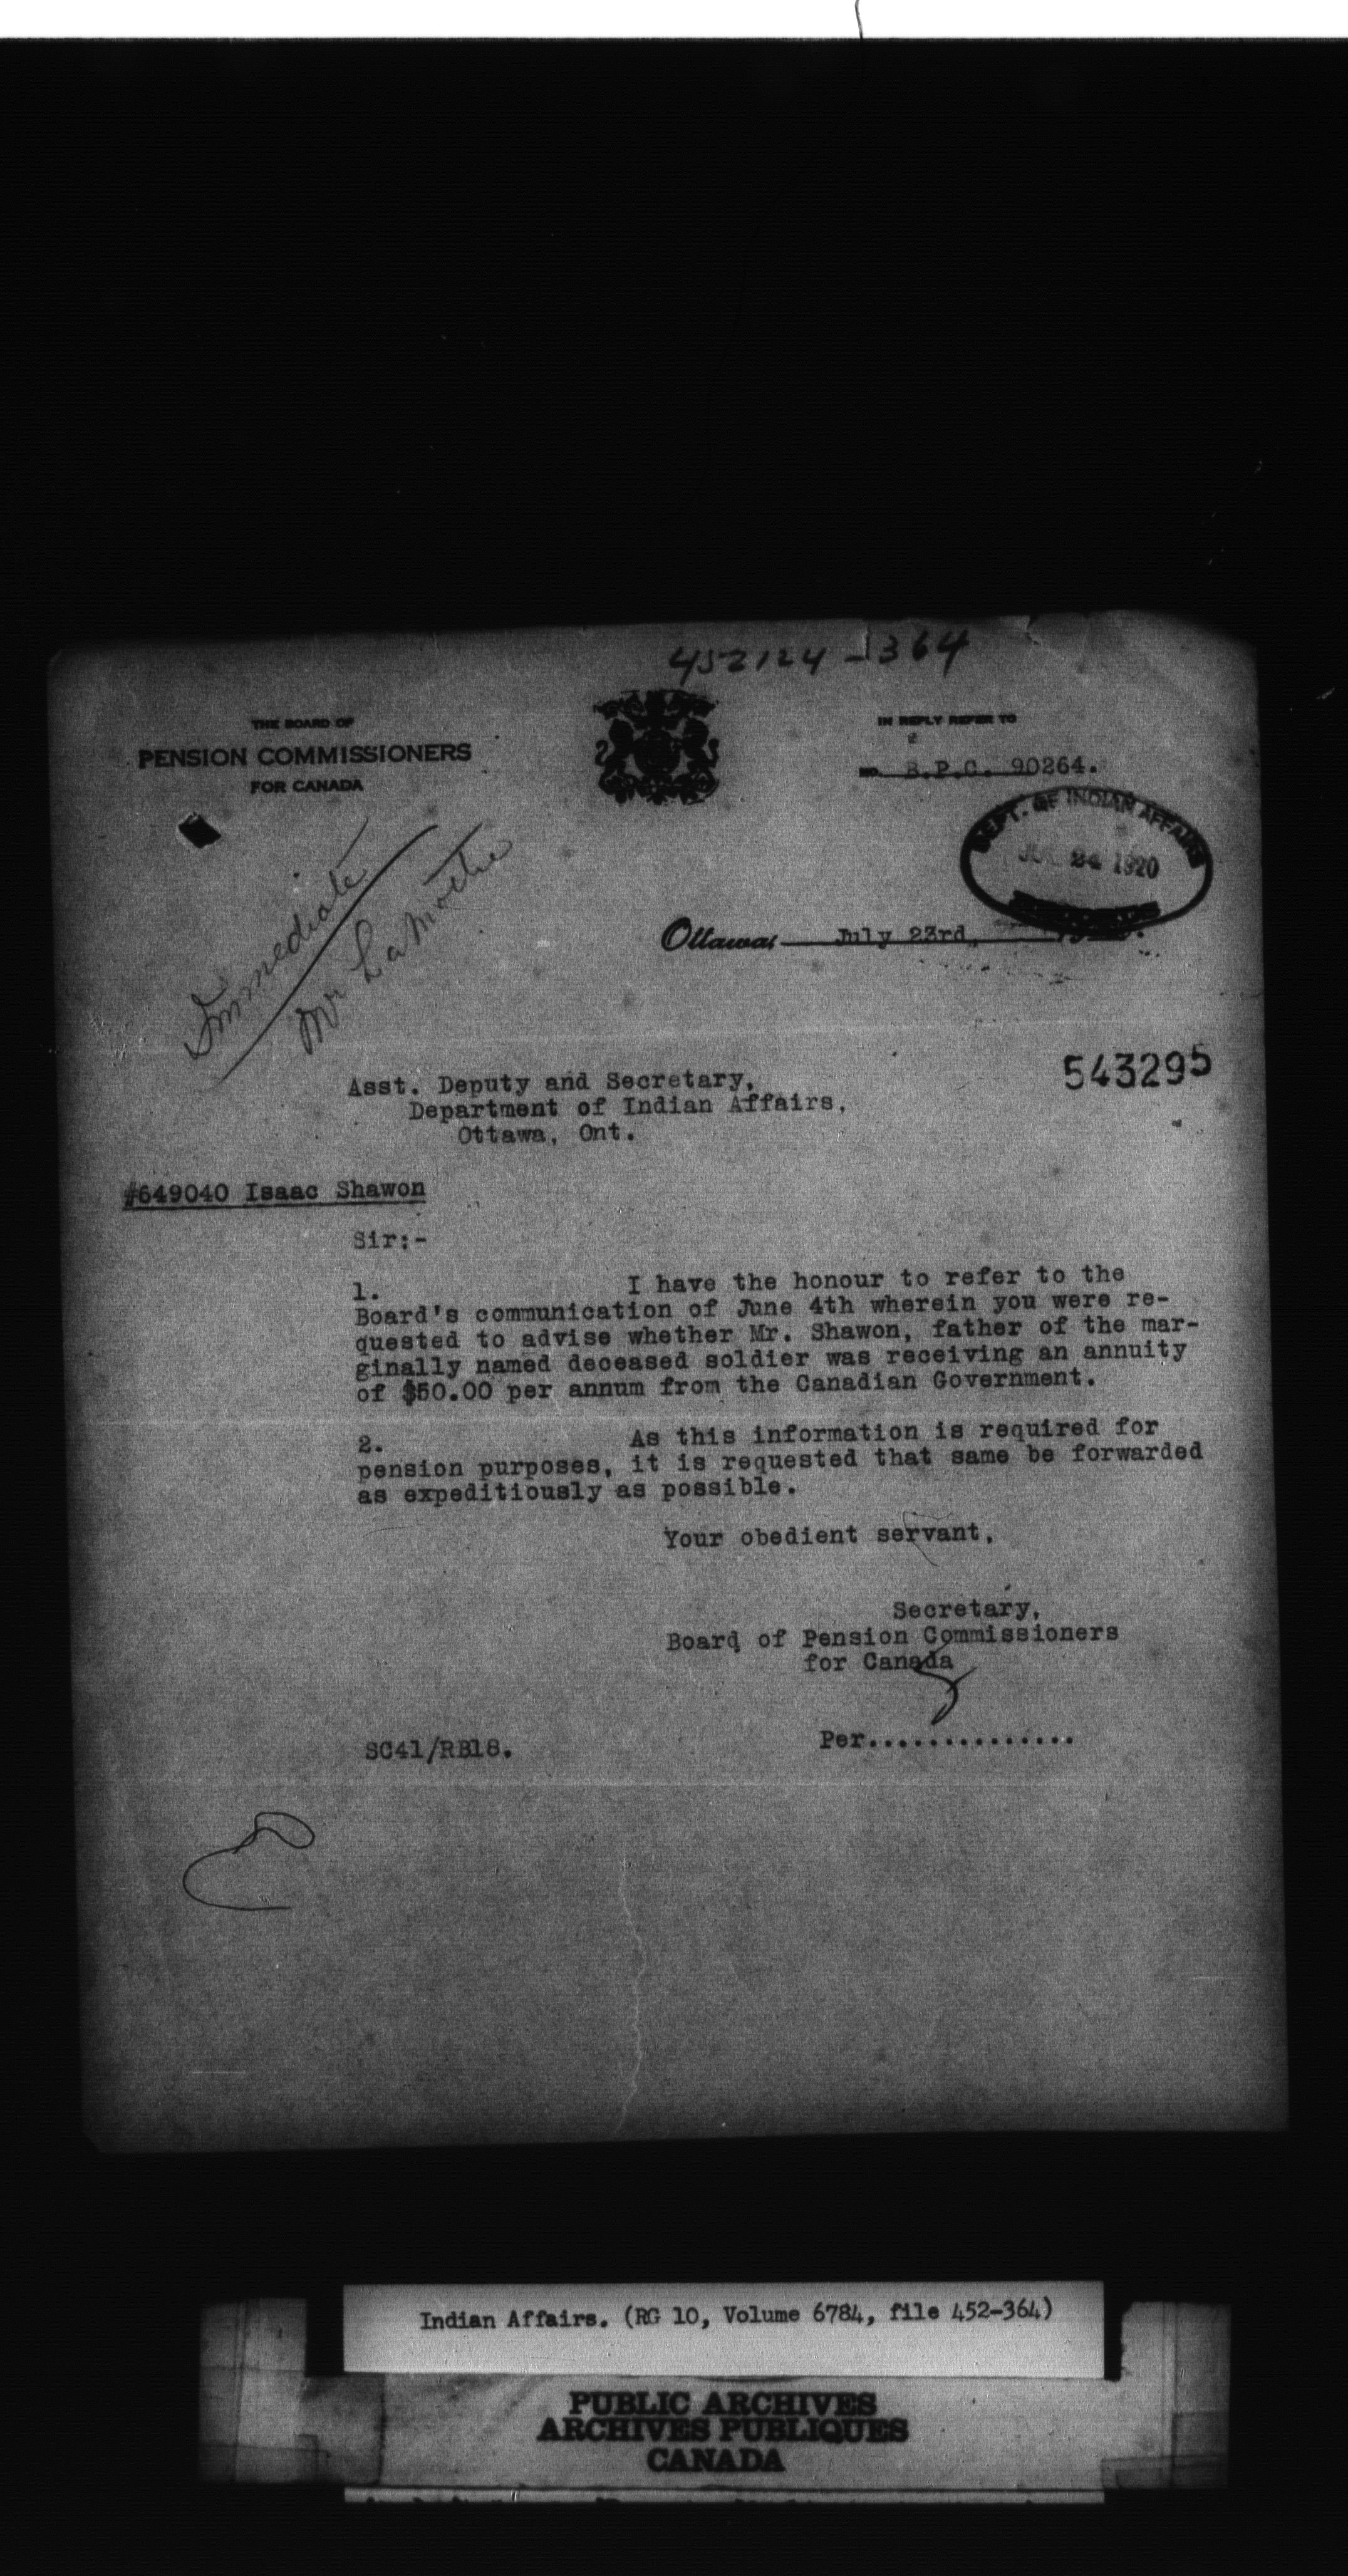 452124-364
THE BOARD OF
PENSION COMMISSIONERS
FOR CANADA
IN REPLY REFER TO
NO. B.P.C. 90264.
DEPT. OF INDIAN AFFAIRS
JUL 24 1920
RECORDS
Immediate
Mr LaMothe
Ottawa, July 23rd,
543295
Asst. Deputy and Secretary,
Department of Indian Affairs,
Ottawa, Ont.
#649040 Isaac Shawon
Sir:-
1. I have the honour to refer to the
Board's communication of June 4th wherein you were re-
quested to advise whether Mr. Shawon, father of the mar-
ginally named deceased soldier was receiving an annuity
of $50.00 per annum from the Canadian Government.
2. As this information is required for
pension purposes, it is requested that same be forwarded
as expeditiously as possible.
Your obedient servant,
Secretary,
Board of Pension Commissioners
for Canada
Per...............
SC41/RB18.
Indian Affairs. (RG 10, Volume 6784, file 452-364)
PUBLIC ARCHIVES
ARCHIVES PUBLIQUES
CANADA